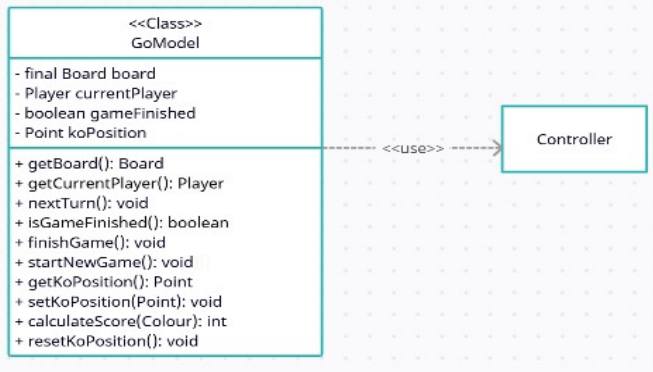 <<Class>>
GoModel
- final Board board
- Player currentPlayer
- boolean gameFinished
- Point koPosition
+ getBoard(): Board
+ getCurrentPlayer(): Player
+ nextTurn(): void
+ isGameFinished(): boolean
+ finishGame(): void
+ startNewGame(): void
+ getKoPosition(): Point
+ setKoPosition(Point): void
+ calculateScore(Colour): int
+ resetKoPosition(): void
<<use>>
Controller